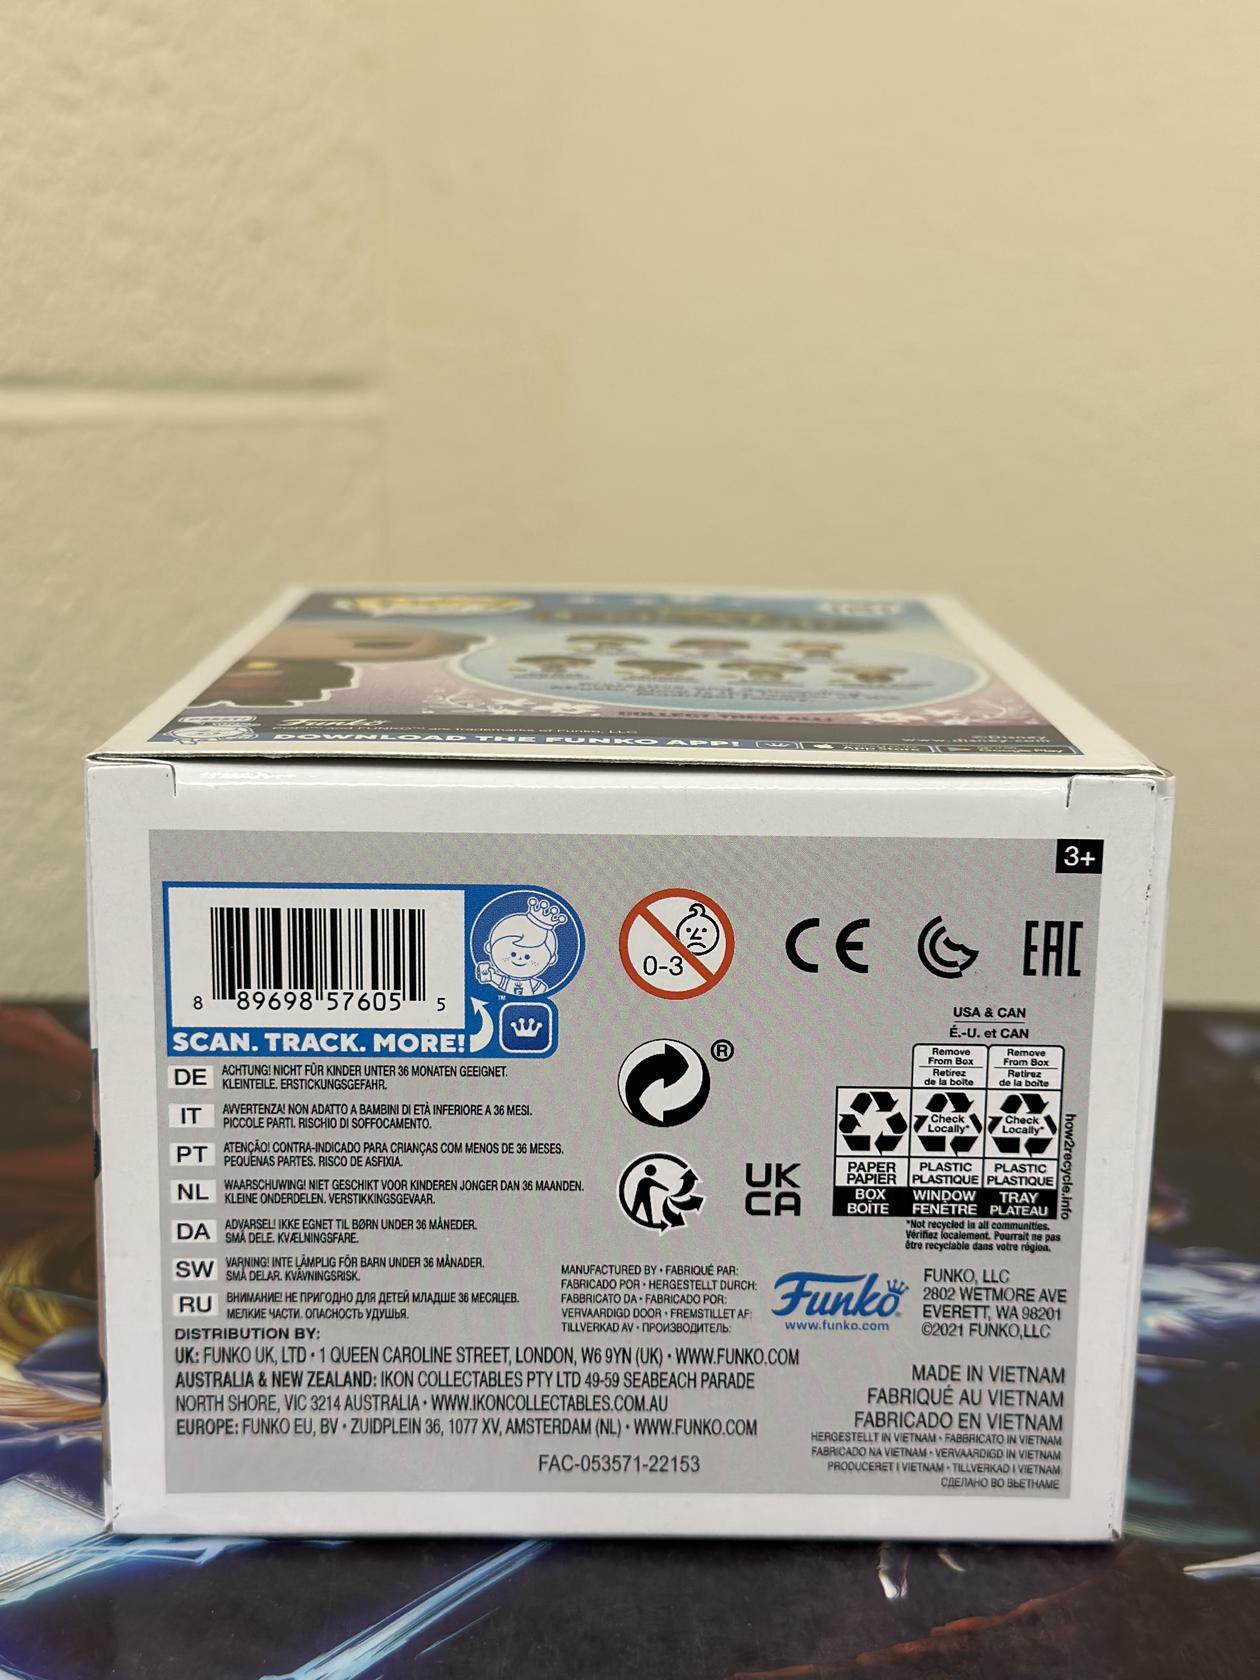 Funko
DOWNLOAD THE FUNKO APP!
COLLECT THEM ALL!
©Disney
www.disney.com
3+
8 89698 57605 5
SCAN. TRACK. MORE!
™
0-3
CE
EAC
®
UK
CA
USA & CAN
É.-U. et CAN
Remove From Box
Retirez de la boîte
Remove From Box
Retirez de la boîte
Check Locally*
Check Locally*
PAPER
PAPIER
PLASTIC
PLASTIQUE
PLASTIC
PLASTIQUE
BOX
BOÎTE
WINDOW
FENÊTRE
TRAY
PLATEAU
how2recycle.info
*Not recycled in all communities.
Vérifiez localement. Pourrait ne pas
être recyclable dans votre région.
DE ACHTUNG! NICHT FÜR KINDER UNTER 36 MONATEN GEEIGNET.
KLEINTEILE. ERSTICKUNGSGEFAHR.
IT AVVERTENZA! NON ADATTO A BAMBINI DI ETÀ INFERIORE A 36 MESI.
PICCOLE PARTI. RISCHIO DI SOFFOCAMENTO.
PT ATENÇÃO! CONTRA-INDICADO PARA CRIANÇAS COM MENOS DE 36 MESES.
PEQUENAS PARTES. RISCO DE ASFIXIA.
NL WAARSCHUWING! NIET GESCHIKT VOOR KINDEREN JONGER DAN 36 MAANDEN.
KLEINE ONDERDELEN. VERSTIKKINGSGEVAAR.
DA ADVARSEL! IKKE EGNET TIL BØRN UNDER 36 MÅNEDER.
SMÅ DELE. KVÆLNINGSFARE.
SW VARNING! INTE LÄMPLIG FÖR BARN UNDER 36 MÅNADER.
SMÅ DELAR. KVÄVNINGSRISK.
RU ВНИМАНИЕ! НЕ ПРИГОДНО ДЛЯ ДЕТЕЙ МЛАДШЕ 36 МЕСЯЦЕВ.
МЕЛКИЕ ЧАСТИ. ОПАСНОСТЬ УДУШЬЯ.
MANUFACTURED BY • FABRIQUÉ PAR:
FABRICADO POR • HERGESTELLT DURCH:
FABBRICATO DA • FABRICADO POR:
VERVAARDIGD DOOR • FREMSTILLET AF:
TILLVERKAD AV • ПРОИЗВОДИТЕЛЬ:
Funko
www.funko.com
FUNKO, LLC
2802 WETMORE AVE
EVERETT, WA 98201
©2021 FUNKO,LLC
DISTRIBUTION BY:
UK: FUNKO UK, LTD • 1 QUEEN CAROLINE STREET, LONDON, W6 9YN (UK) • WWW.FUNKO.COM
AUSTRALIA & NEW ZEALAND: IKON COLLECTABLES PTY LTD 49-59 SEABEACH PARADE
NORTH SHORE, VIC 3214 AUSTRALIA • WWW.IKONCOLLECTABLES.COM.AU
EUROPE: FUNKO EU, BV • ZUIDPLEIN 36, 1077 XV, AMSTERDAM (NL) • WWW.FUNKO.COM
FAC-053571-22153
MADE IN VIETNAM
FABRIQUÉ AU VIETNAM
FABRICADO EN VIETNAM
HERGESTELLT IN VIETNAM • FABBRICATO IN VIETNAM
FABRICADO NA VIETNAM • VERVAARDIGD IN VIETNAM
PRODUCERET I VIETNAM • TILLVERKAD I VIETNAM
СДЕЛАНО ВО ВЬЕТНАМЕ